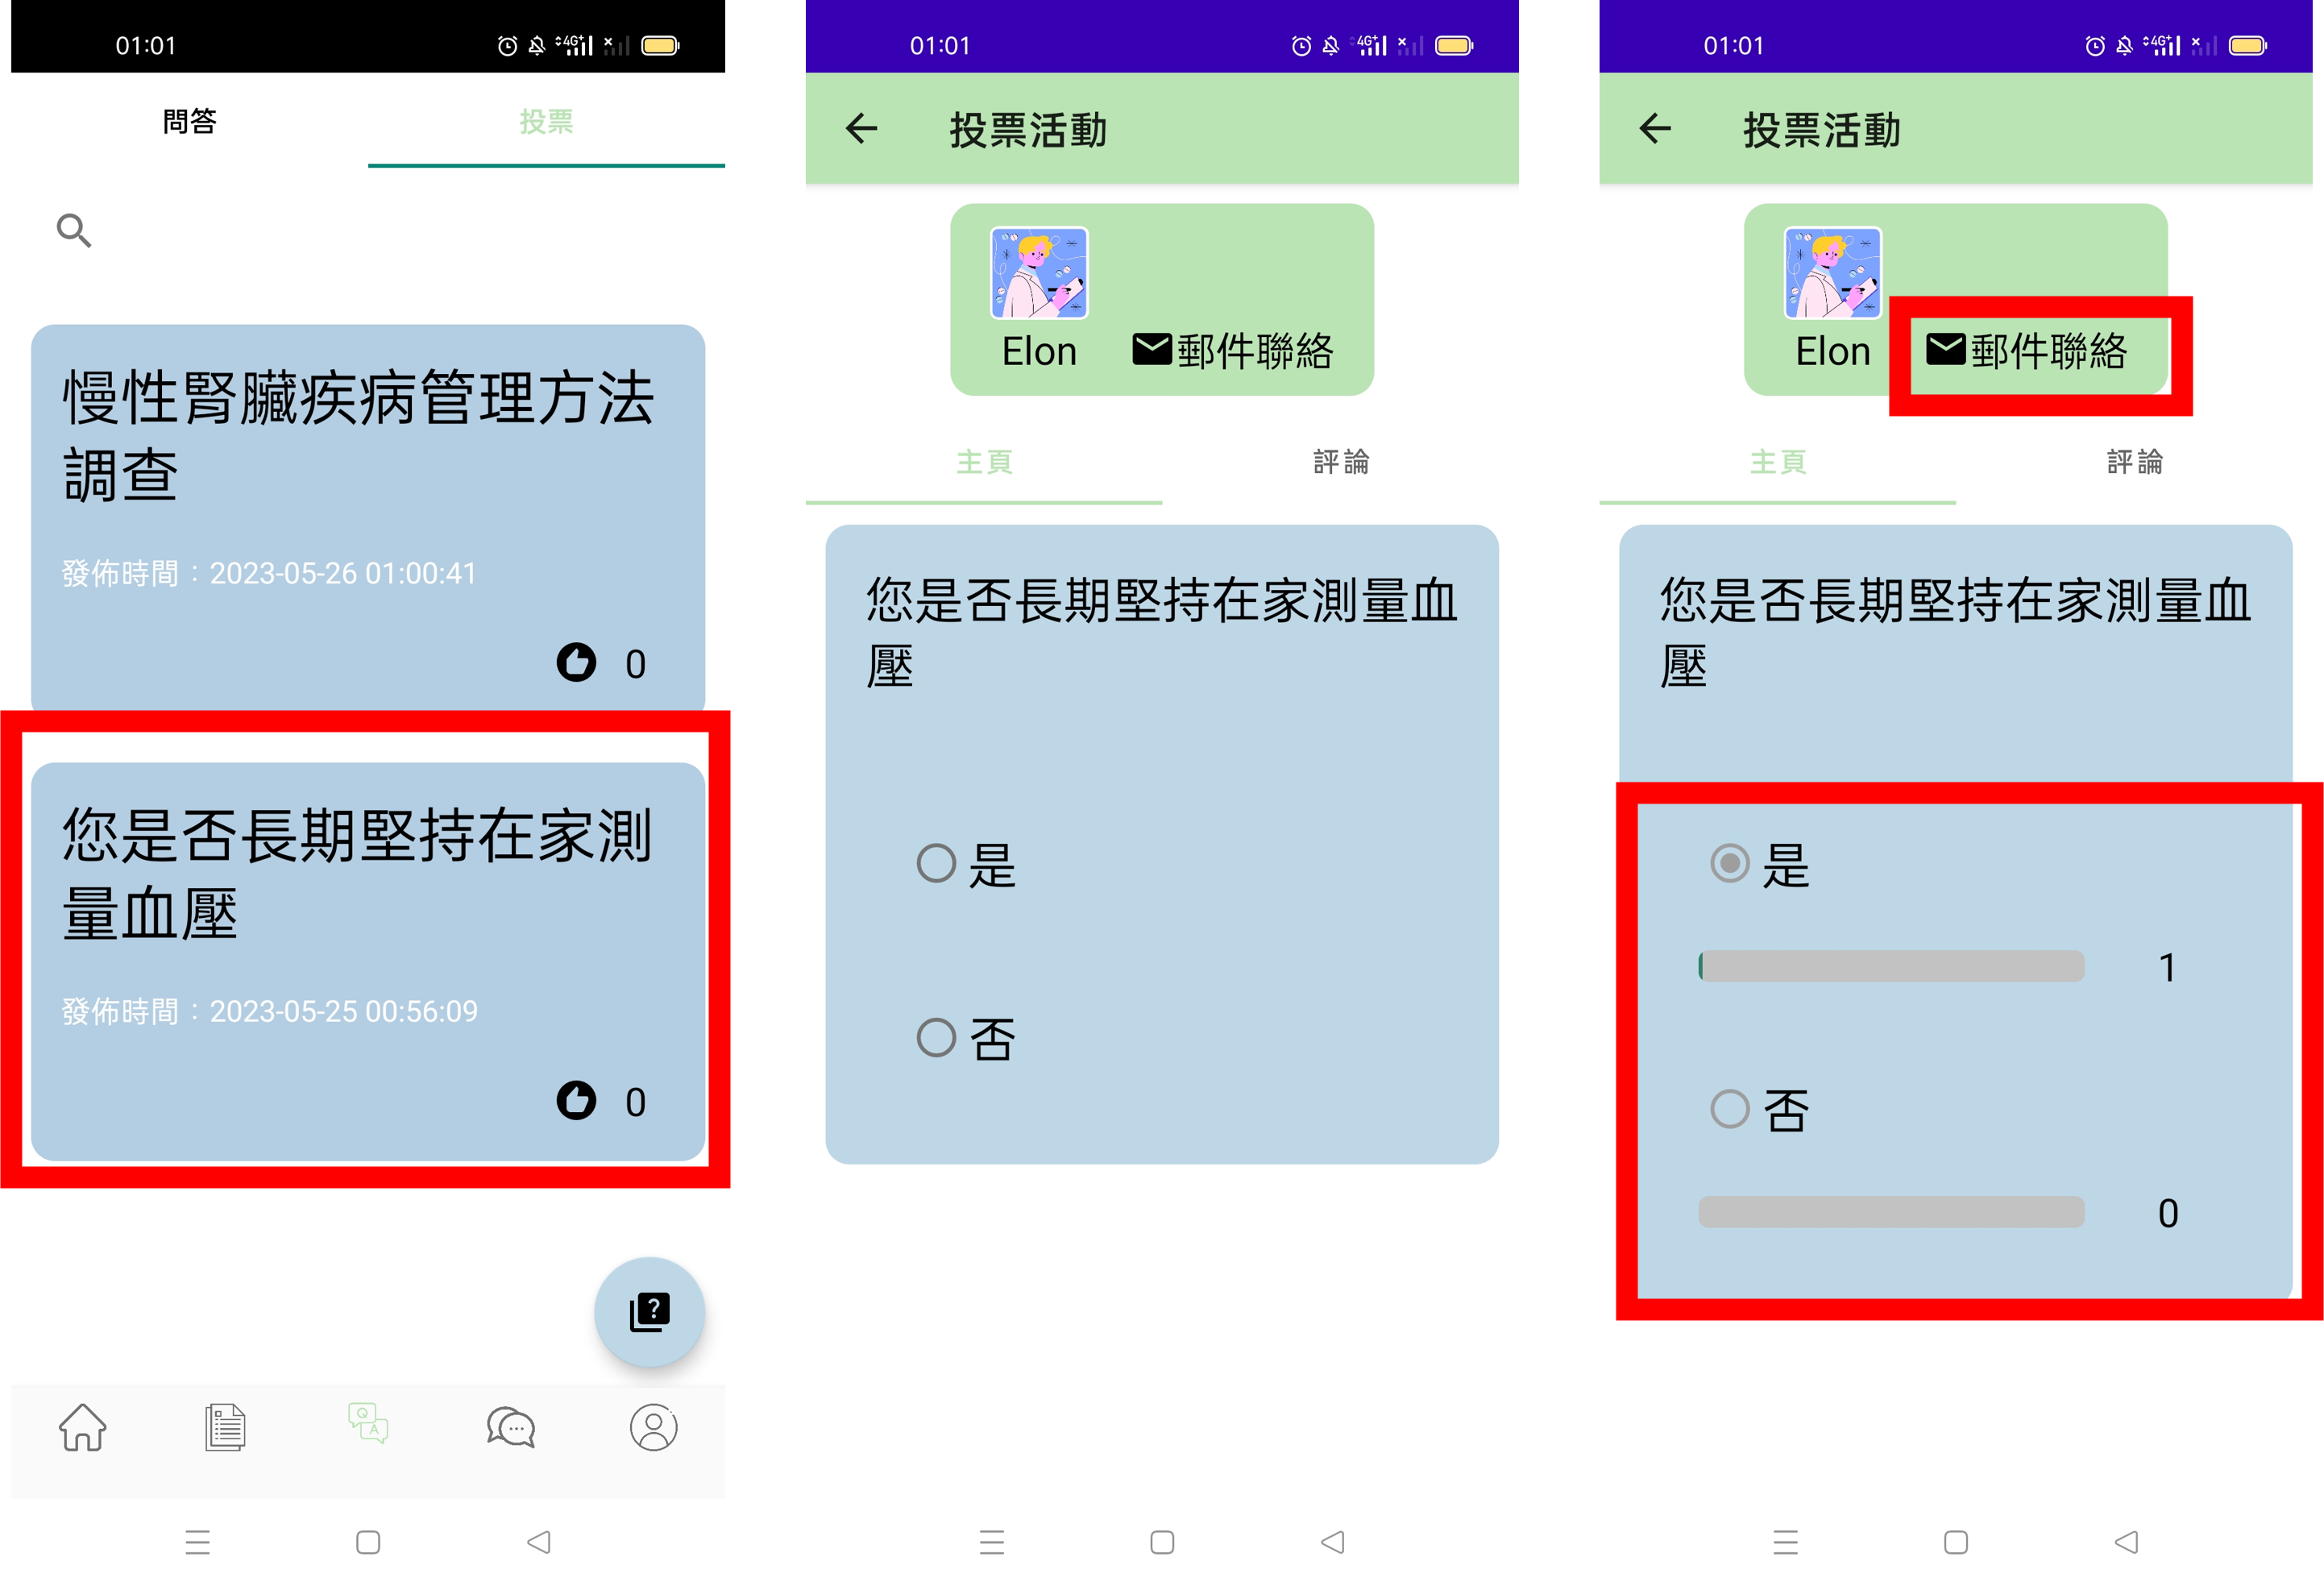 01:01
4G+
問答
投票
慢性腎臟疾病管理方法
調查
發佈時間：2023-05-26 01:00:41
0
您是否長期堅持在家測
量血壓
發佈時間：2023-05-25 00:56:09
0
?
Q
A
01:01
4G+
投票活動
Elon
郵件聯絡
主頁
評論
您是否長期堅持在家測量血
壓
是
否
01:01
4G+
投票活動
Elon
郵件聯絡
主頁
評論
您是否長期堅持在家測量血
壓
是
1
否
0